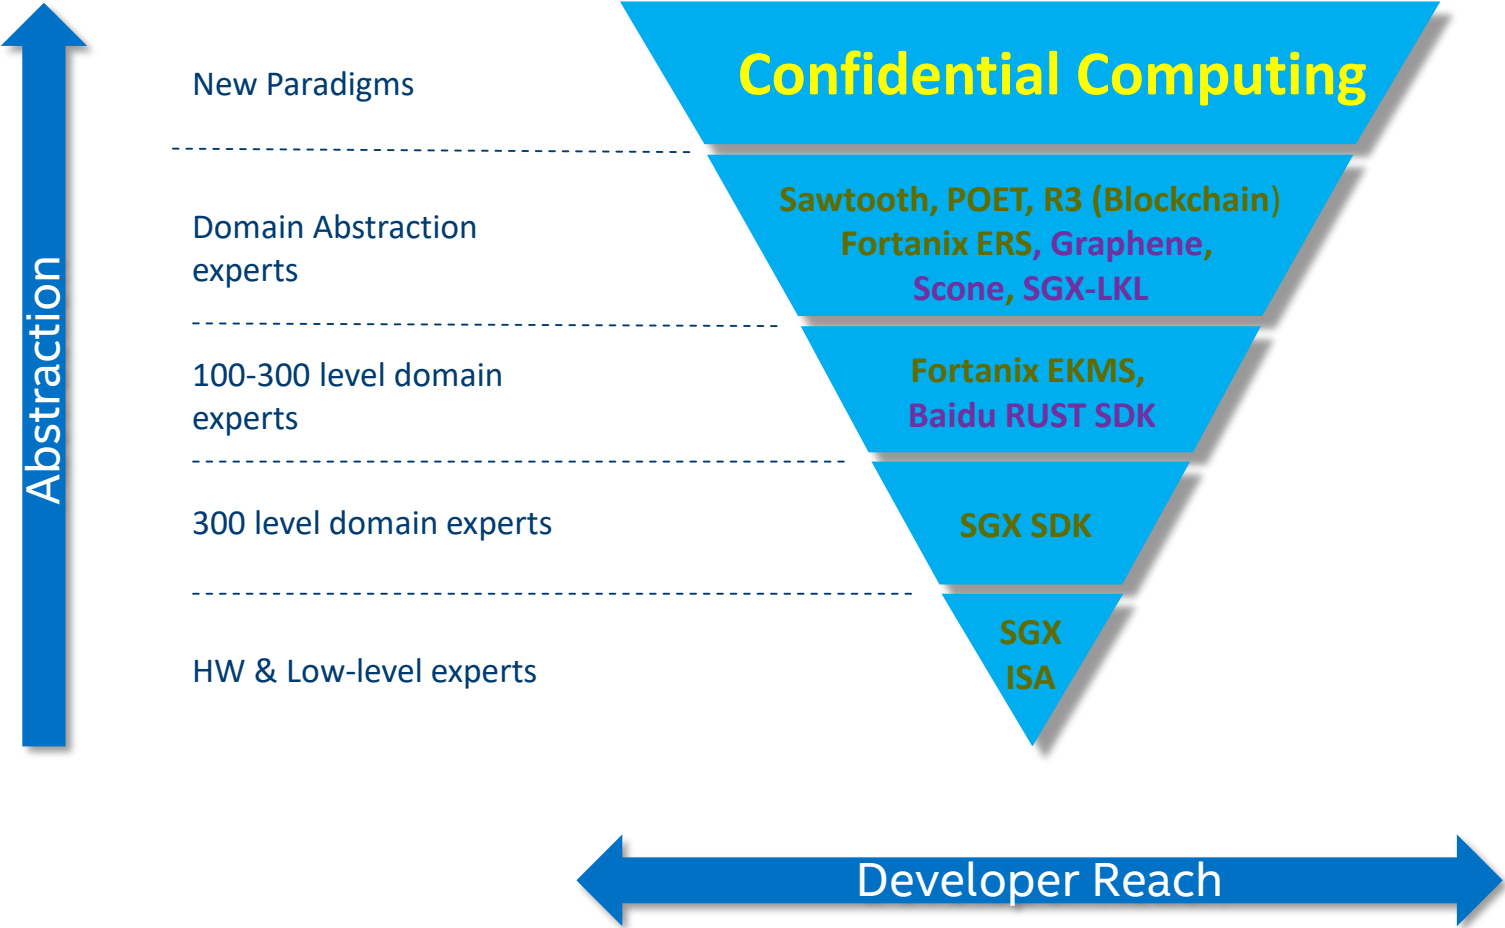 New Paradigms
Confidential Computing
Domain Abstraction
experts
Sawtooth, POET, R3 (Blockchain)
Fortanix ERS, Graphene,
Scone, SGX-LKL
100-300 level domain
experts
Fortanix EKMS,
Baidu RUST SDK
300 level domain experts
SGX SDK
HW & Low-level experts
SGX
ISA
Abstraction
Developer Reach